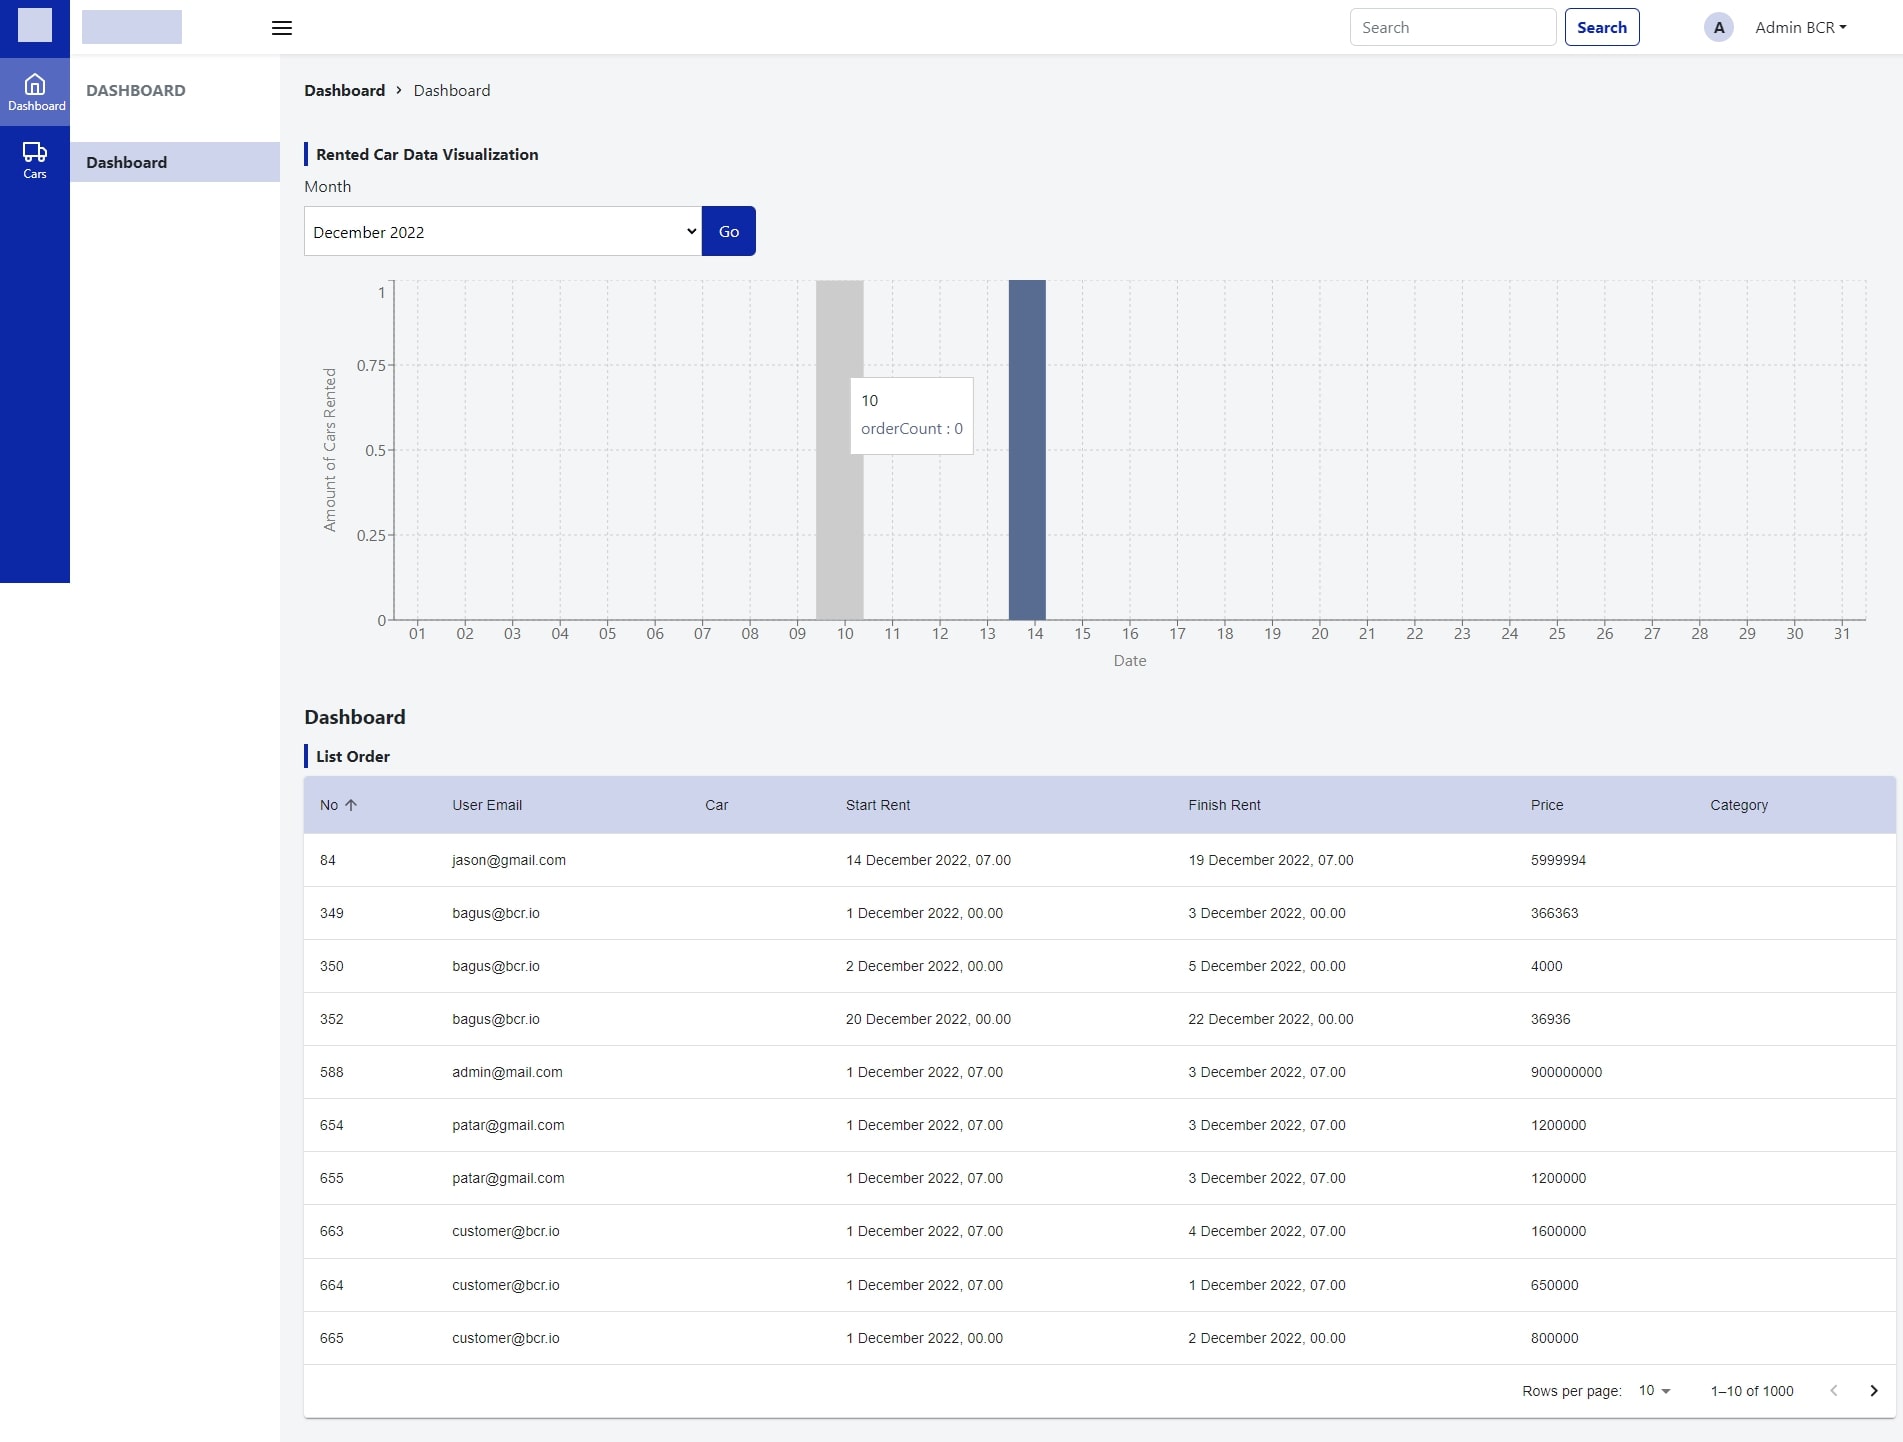 Search Search A Admin BCR
Dashboard
Cars
DASHBOARD
Dashboard
Dashboard › Dashboard
Rented Car Data Visualization
Month
December 2022 Go
Amount of Cars Rented
1
0.75
0.5
0.25
0
10
orderCount : 0
01 02 03 04 05 06 07 08 09 10 11 12 13 14 15 16 17 18 19 20 21 22 23 24 25 26 27 28 29 30 31
Date
Dashboard
List Order
No User Email Car Start Rent Finish Rent Price Category
84 jason@gmail.com 14 December 2022, 07.00 19 December 2022, 07.00 5999994
349 bagus@bcr.io 1 December 2022, 00.00 3 December 2022, 00.00 366363
350 bagus@bcr.io 2 December 2022, 00.00 5 December 2022, 00.00 4000
352 bagus@bcr.io 20 December 2022, 00.00 22 December 2022, 00.00 36936
588 admin@mail.com 1 December 2022, 07.00 3 December 2022, 07.00 900000000
654 patar@gmail.com 1 December 2022, 07.00 3 December 2022, 07.00 1200000
655 patar@gmail.com 1 December 2022, 07.00 3 December 2022, 07.00 1200000
663 customer@bcr.io 1 December 2022, 07.00 4 December 2022, 07.00 1600000
664 customer@bcr.io 1 December 2022, 07.00 1 December 2022, 07.00 650000
665 customer@bcr.io 1 December 2022, 00.00 2 December 2022, 00.00 800000
Rows per page: 10 1–10 of 1000